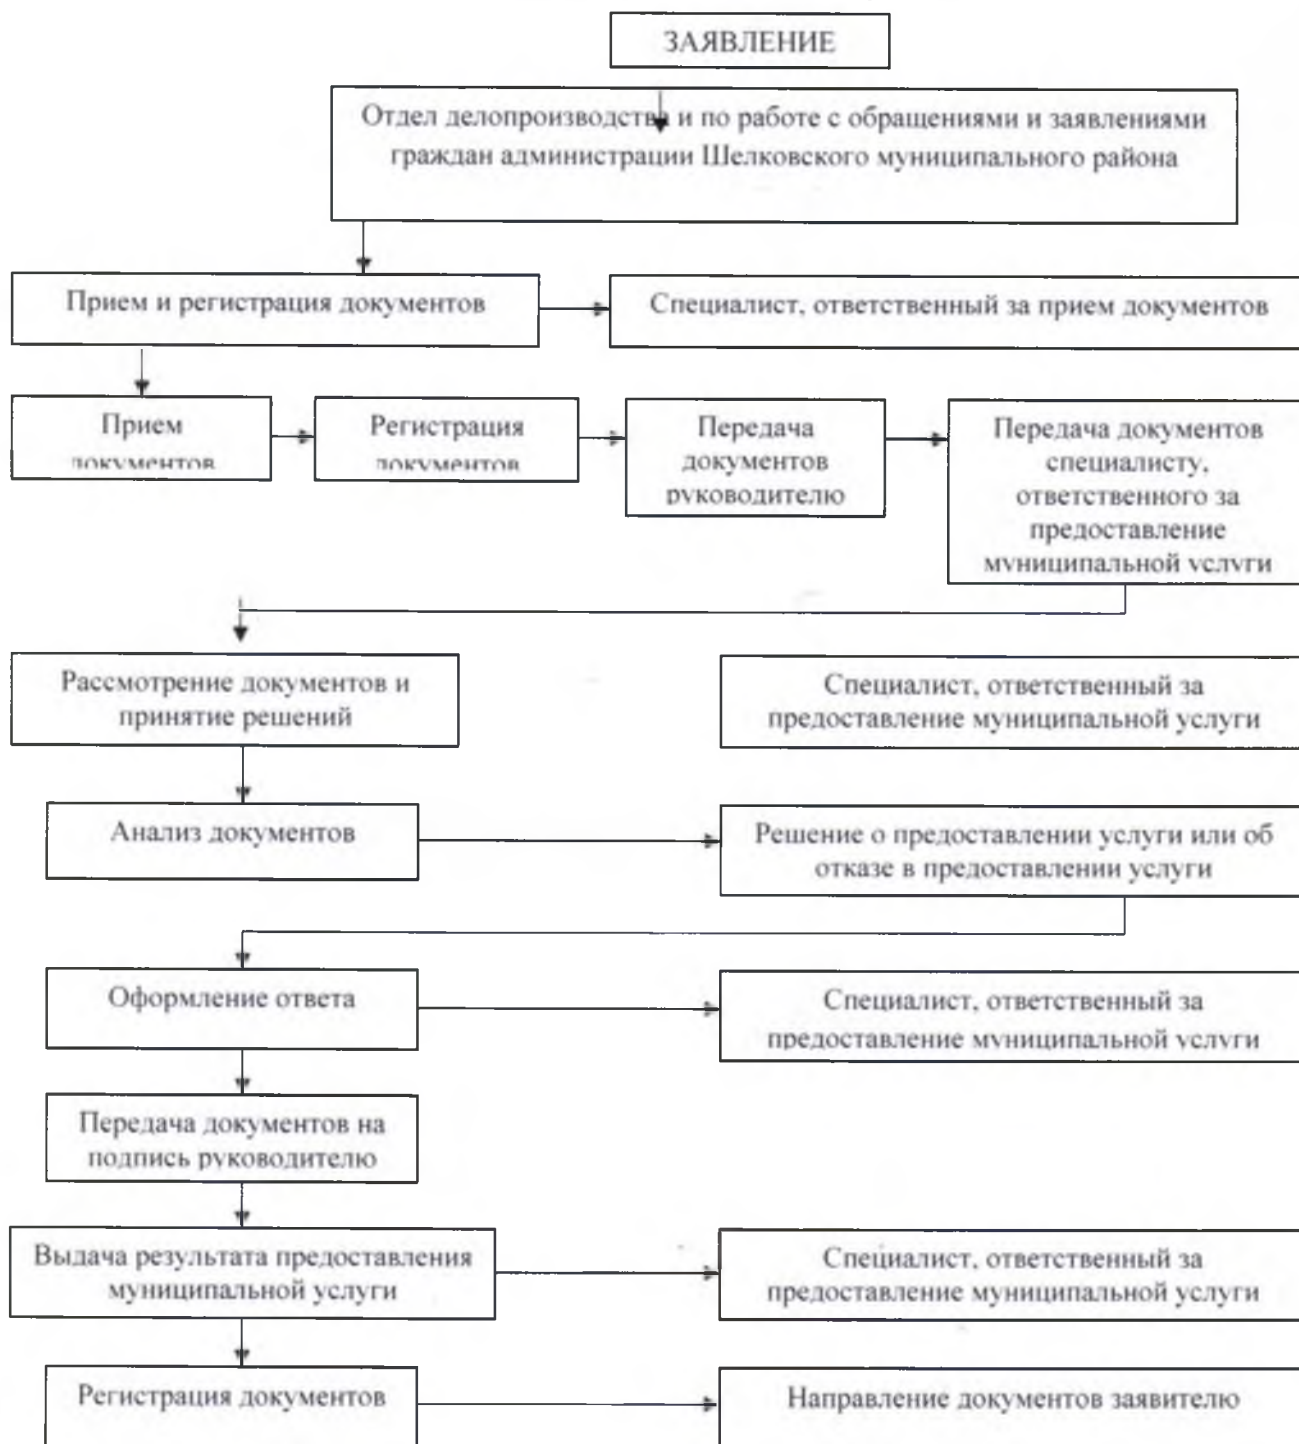 ЗАЯВЛЕНИЕ
Отдел делопроизводства и по работе с обращениями и заявлениями
граждан администрации Шелковского муниципального района
Прием и регистрация документов
Специалист, ответственный за прием документов
Прием
документов
Регистрация
документов
Передача
документов
руководителю
Передача документов
специалисту,
ответственного за
предоставление
муниципальной услуги
Рассмотрение документов и
принятие решений
Специалист, ответственный за
предоставление муниципальной услуги
Анализ документов
Решение о предоставлении услуги или об
отказе в предоставлении услуги
Оформление ответа
Специалист, ответственный за
предоставление муниципальной услуги
Передача документов на
подпись руководителю
Выдача результата предоставления
муниципальной услуги
Специалист, ответственный за
предоставление муниципальной услуги
Регистрация документов
Направление документов заявителю